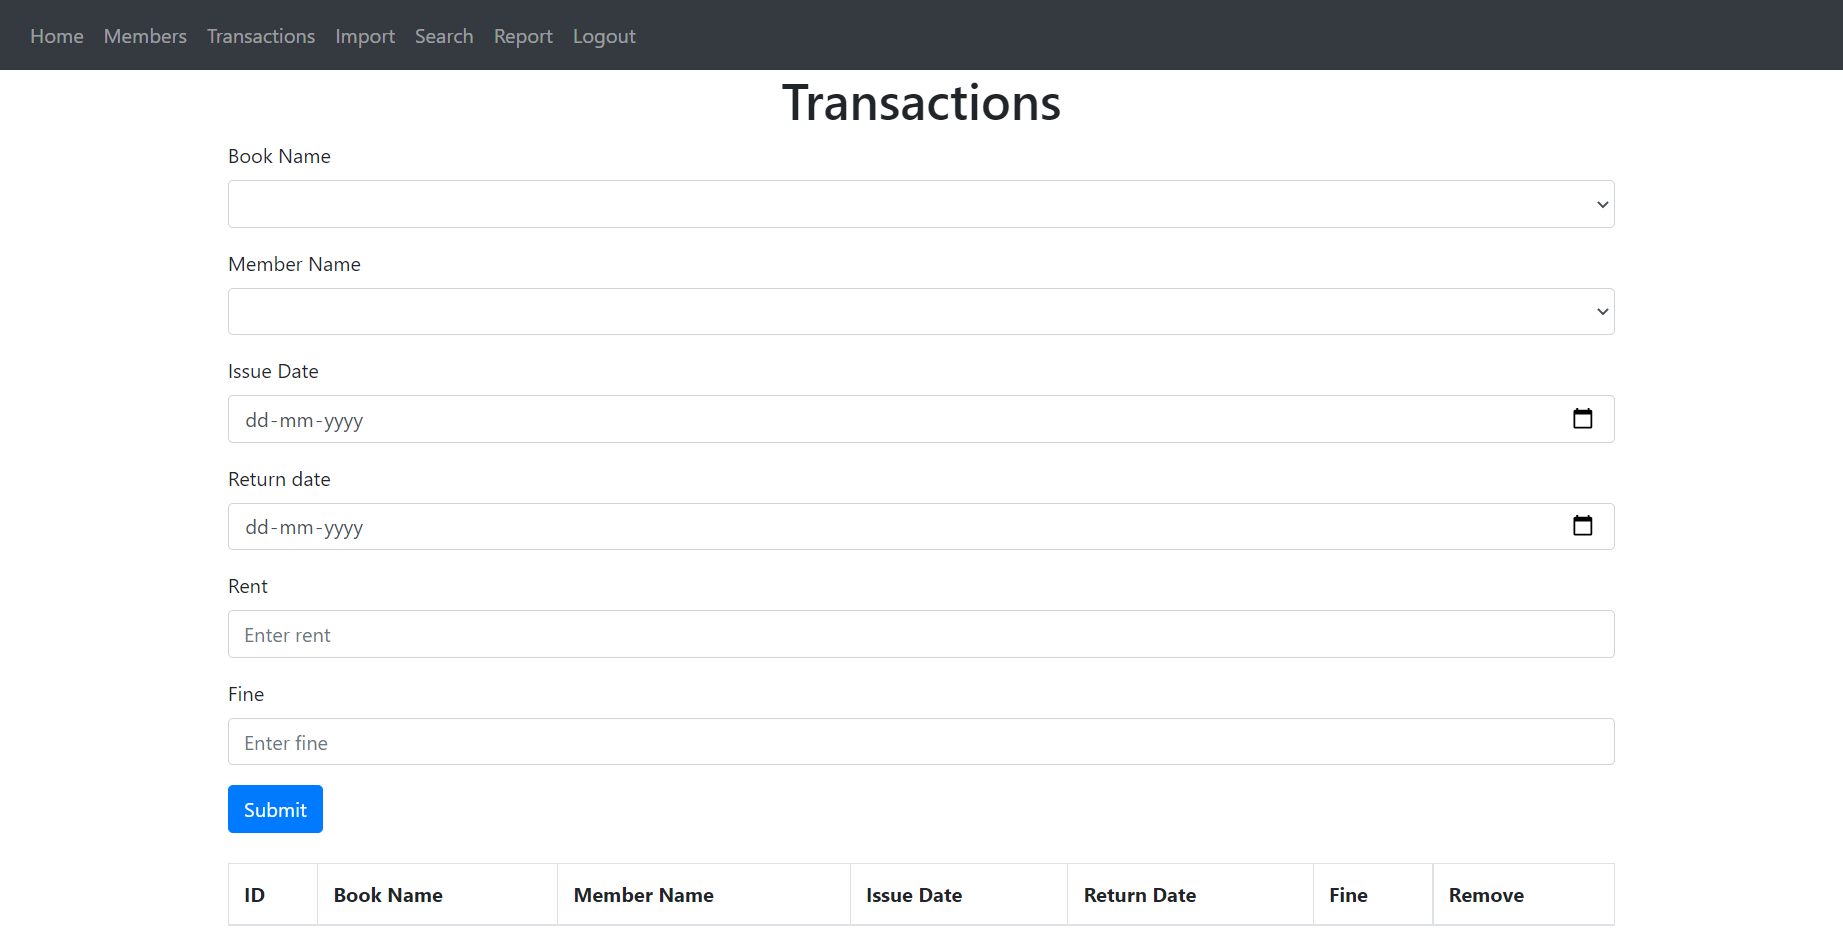 Home Members Transactions Import Search Report Logout
Transactions
Book Name
Member Name
Issue Date
dd-mm-yyyy
Return date
dd-mm-yyyy
Rent
Enter rent
Fine
Enter fine
Submit
ID Book Name Member Name Issue Date Return Date Fine Remove